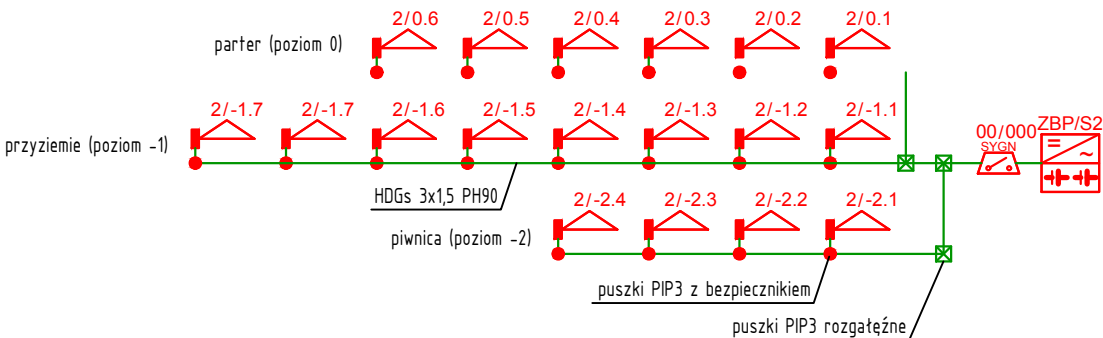 2/0.6 2/0.5 2/0.4 2/0.3 2/0.2 2/0.1
parter (poziom 0)
2/-1.7 2/-1.7 2/-1.6 2/-1.5 2/-1.4 2/-1.3 2/-1.2 2/-1.1
przyziemie (poziom -1)
00/000 ZBP/S2
SYGN
HDGs 3x1,5 PH90
2/-2.4 2/-2.3 2/-2.2 2/-2.1
piwnica (poziom -2)
puszki PIP3 z bezpiecznikiem
puszki PIP3 rozgałęźne